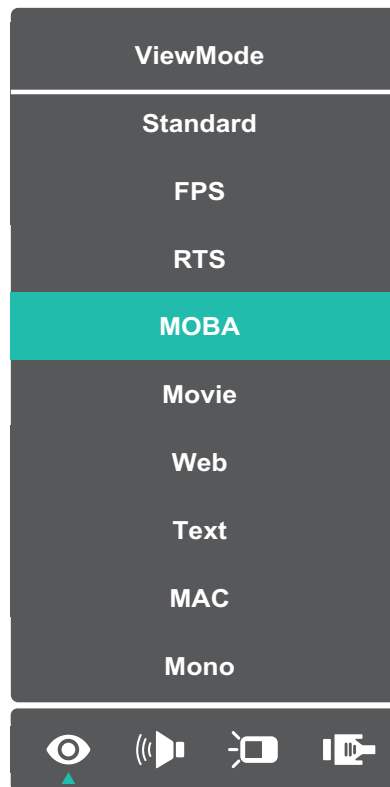 ViewMode
Standard
FPS
RTS
MOBA
Movie
Web
Text
MAC
Mono